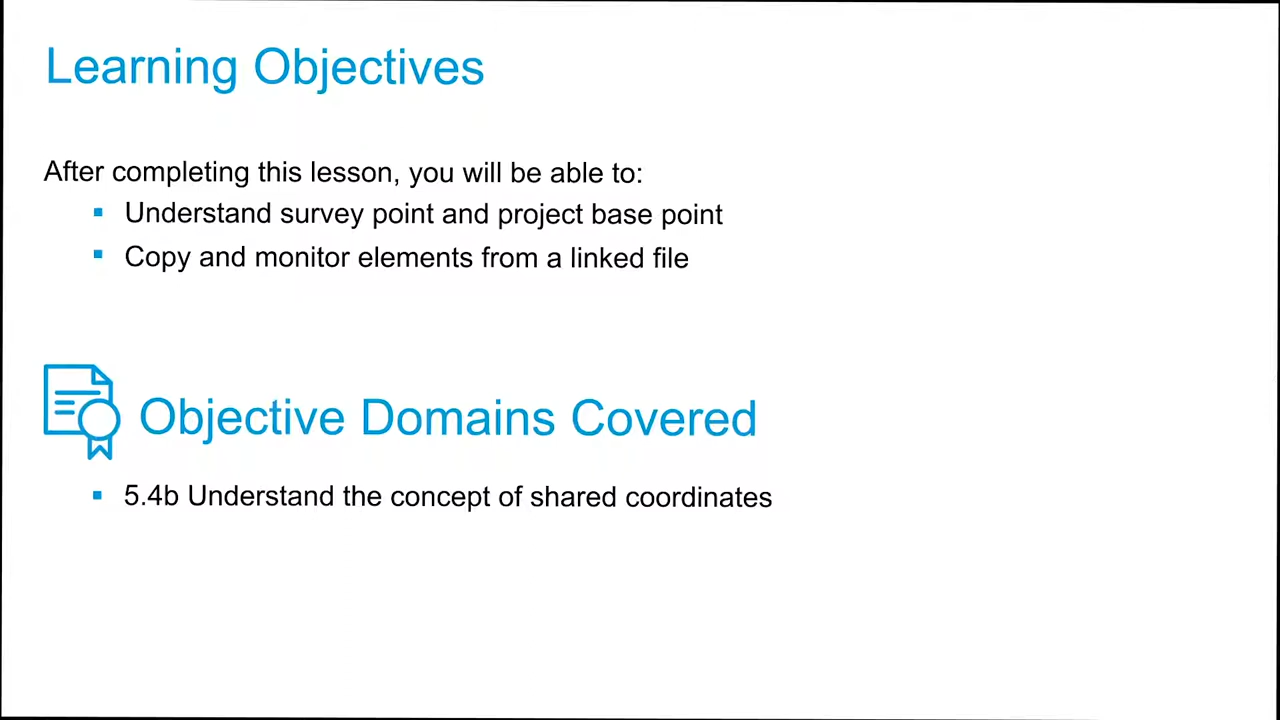 Learning Objectives
After completing this lesson, you will be able to:
Understand survey point and project base point
Copy and monitor elements from a linked file
Objective Domains Covered
5.4b Understand the concept of shared coordinates